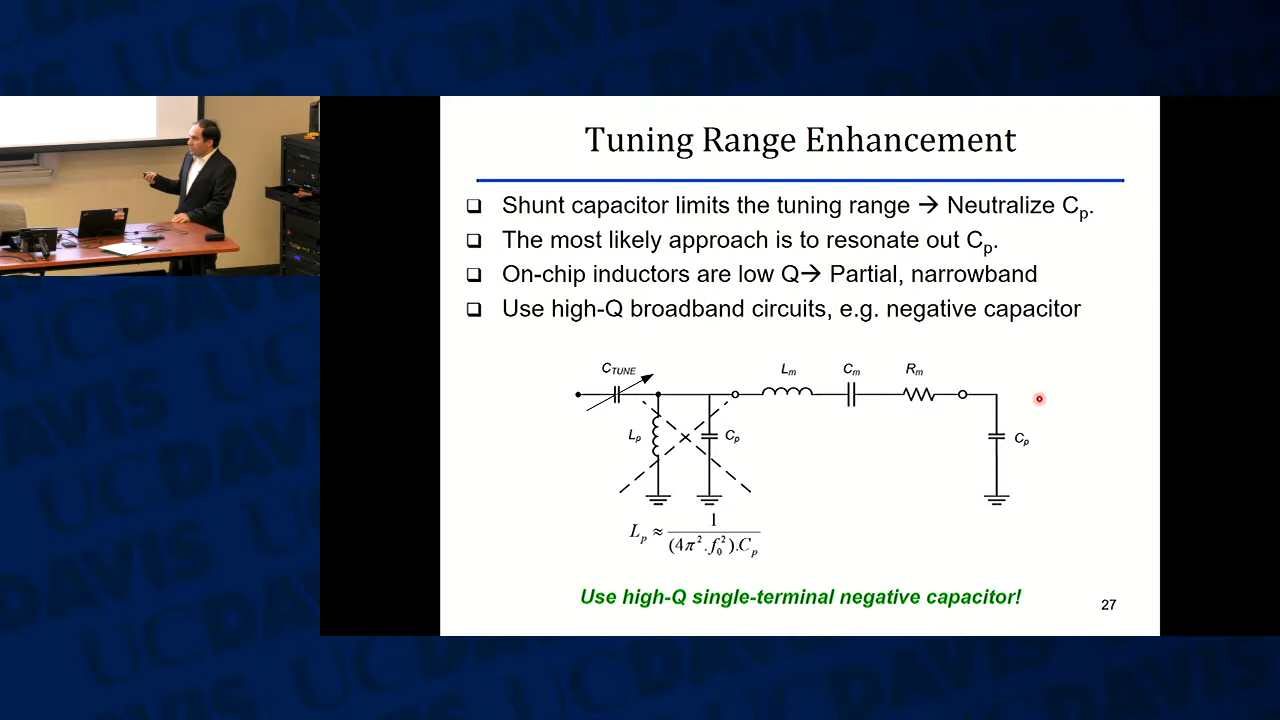 UC DAVIS
Tuning Range Enhancement
❑ Shunt capacitor limits the tuning range → Neutralize Cp.
❑ The most likely approach is to resonate out Cp.
❑ On-chip inductors are low Q→ Partial, narrowband
❑ Use high-Q broadband circuits, e.g. negative capacitor
CTUNE Lm Cm Rm
Lp Cp Cp
Lp ≈ 1 / (4π².f0²).Cp
Use high-Q single-terminal negative capacitor!
27